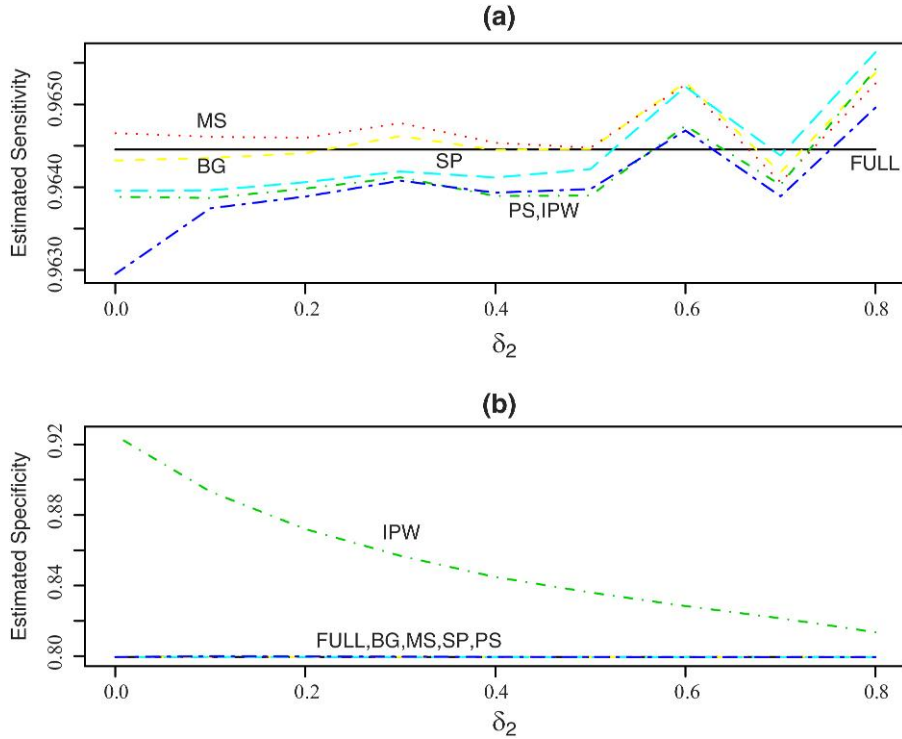 (a)
Estimated Sensitivity
0.9650
0.9640
0.9630
MS
BG
SP
FULL
PS,IPW
0.0 0.2 0.4 0.6 0.8
δ2
(b)
Estimated Specificity
0.92
0.88
0.84
0.80
IPW
FULL,BG,MS,SP,PS
0.0 0.2 0.4 0.6 0.8
δ2